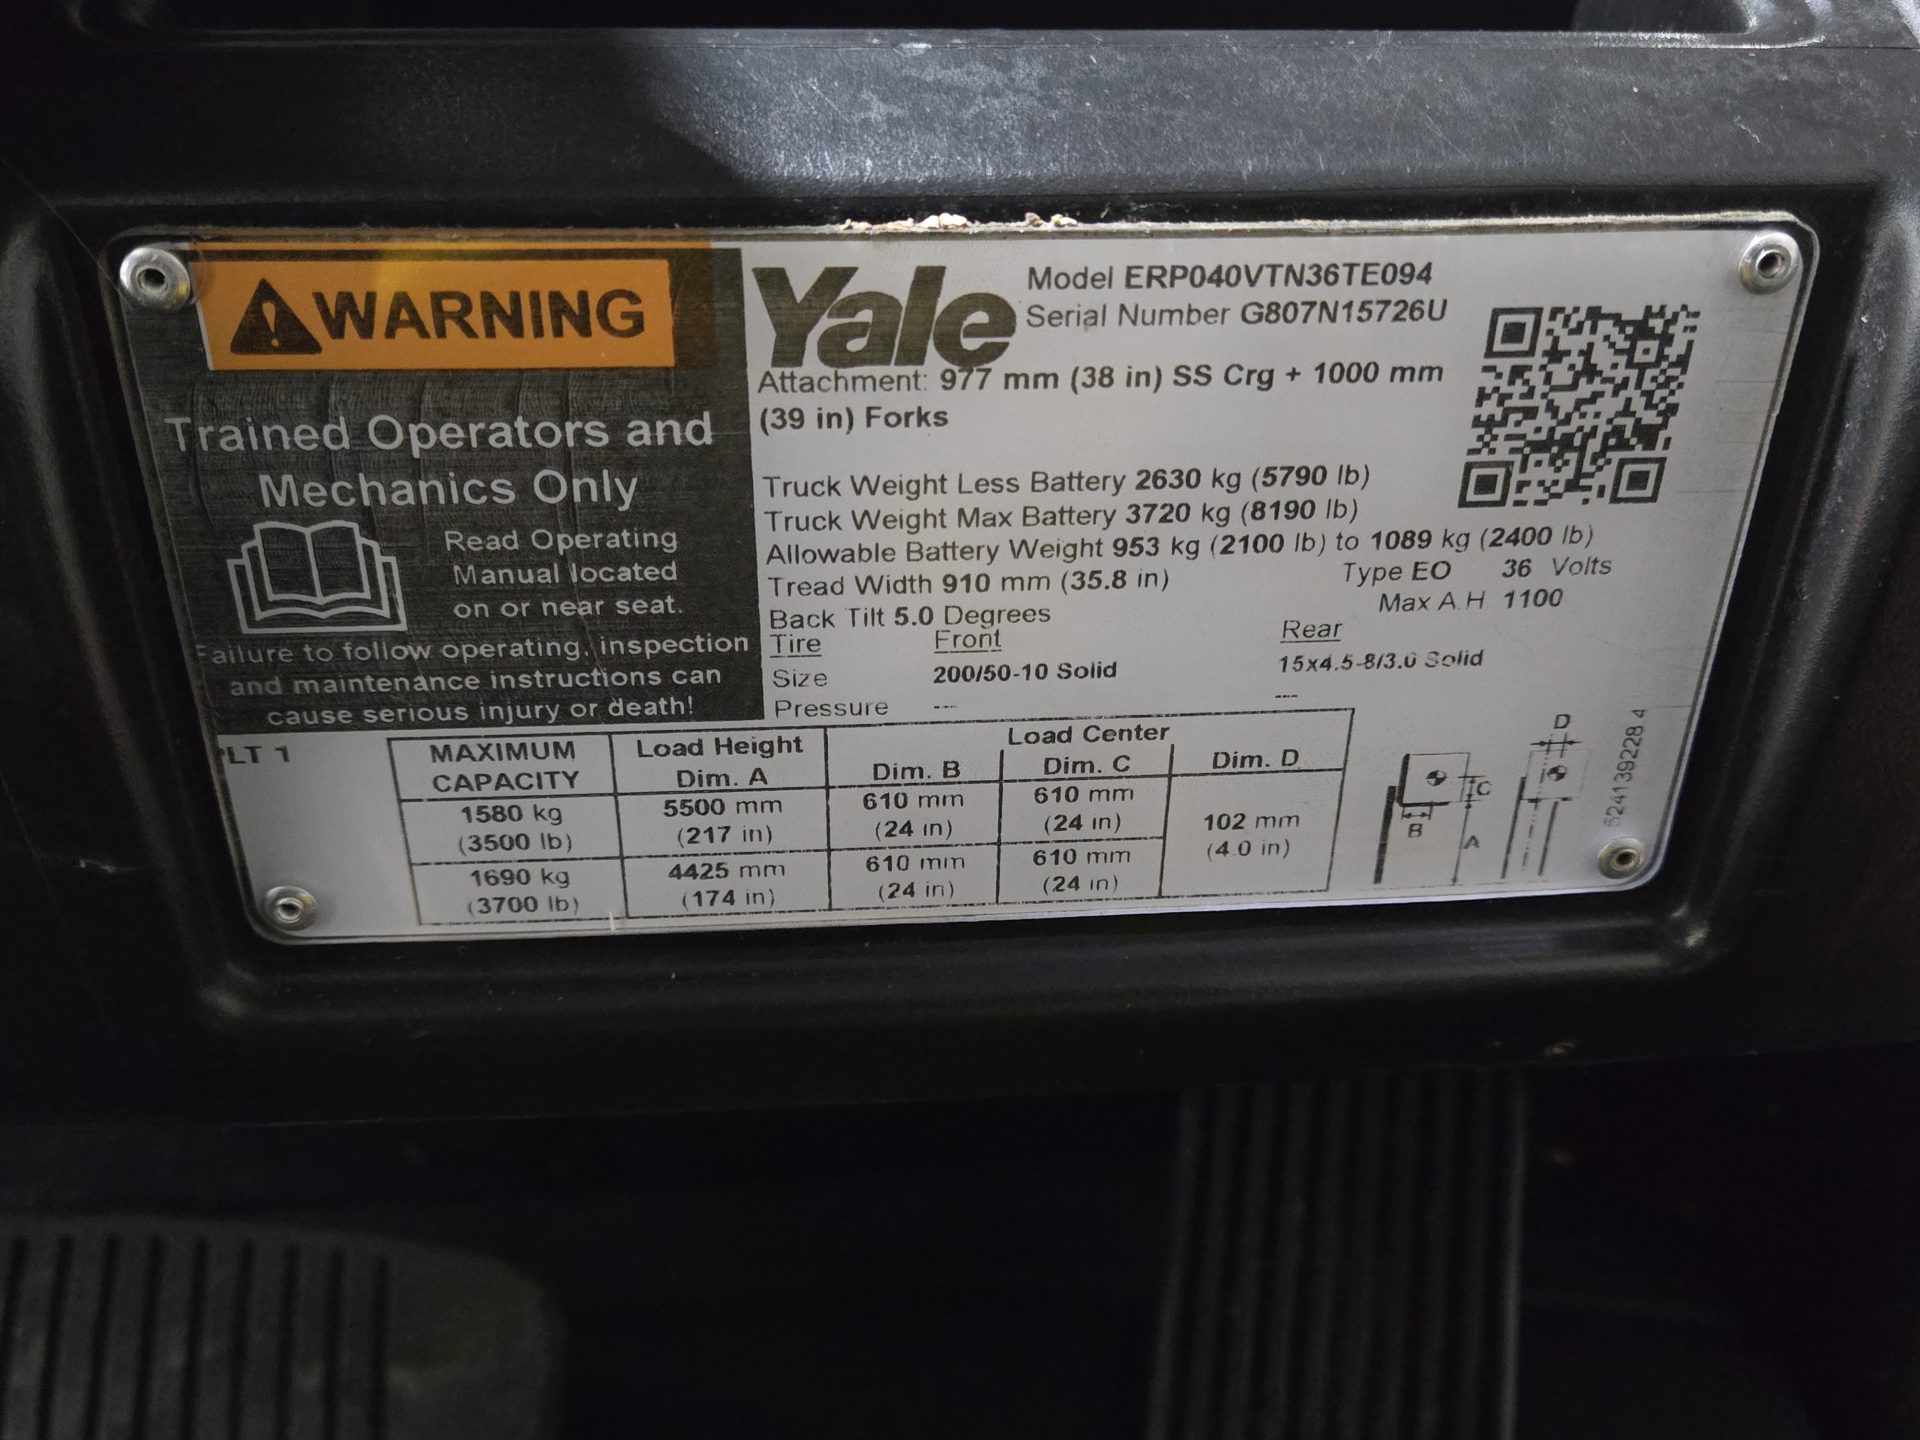 WARNING
Trained Operators and
Mechanics Only
Read Operating
Manual located
on or near seat.
Failure to follow operating, inspection
and maintenance instructions can
cause serious injury or death!
Yale
Model ERP040VTN36TE094
Serial Number G807N15726U
Attachment: 977 mm (38 in) SS Crg + 1000 mm
(39 in) Forks
Truck Weight Less Battery 2630 kg (5790 lb)
Truck Weight Max Battery 3720 kg (8190 lb)
Allowable Battery Weight 953 kg (2100 lb) to 1089 kg (2400 lb)
Tread Width 910 mm (35.8 in) Type EO 36 Volts
Back Tilt 5.0 Degrees Max A.H 1100
Tire Front Rear
Size 200/50-10 Solid 15x4.5-8/3.0 Solid
Pressure --- ---
PLT 1
MAXIMUM CAPACITY Load Height Dim. A Load Center Dim. B Dim. C Dim. D
1580 kg 5500 mm 610 mm 610 mm 102 mm
(3500 lb) (217 in) (24 in) (24 in) (4.0 in)
1690 kg 4425 mm 610 mm 610 mm
(3700 lb) (174 in) (24 in) (24 in)
D
C
B
A
524139228 4